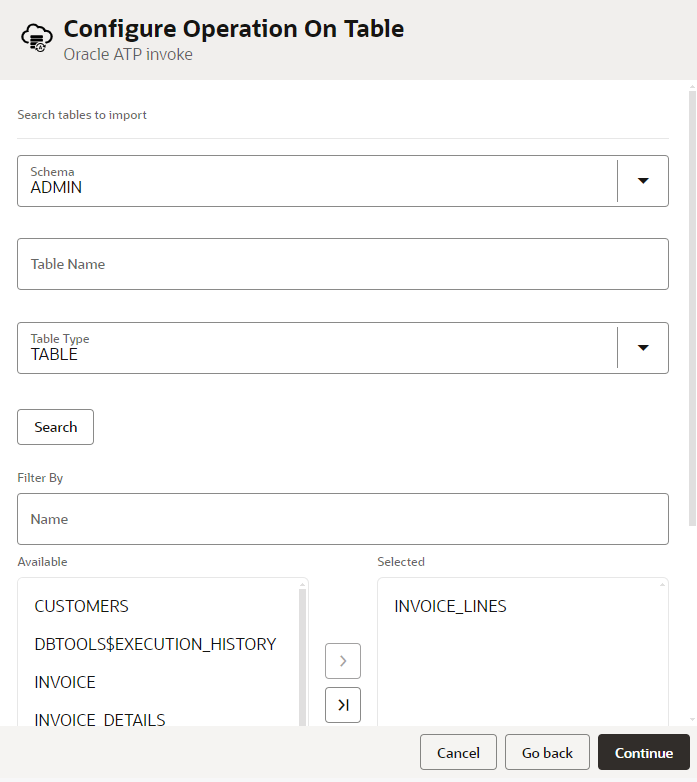 Configure Operation On Table
Oracle ATP invoke
Search tables to import
Schema
ADMIN
Table Name
Table Type
TABLE
Search
Filter By
Name
Available
Selected
CUSTOMERS
DBTOOLS$EXECUTION_HISTORY
INVOICE
INVOICE_DETAILS
INVOICE_LINES
Cancel
Go back
Continue